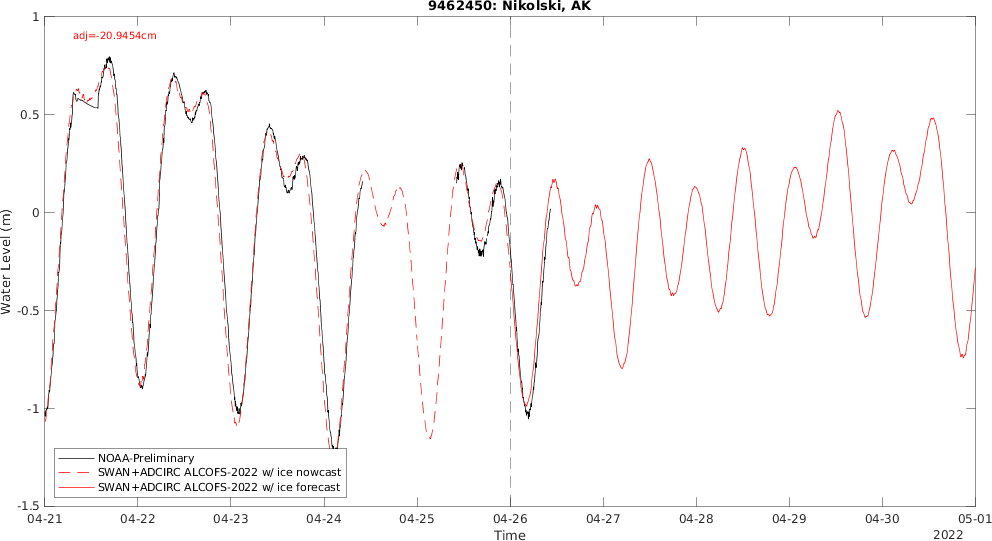 9462450: Nikolski, AK
adj=-20.9454cm
1
0.5
0
-0.5
-1
-1.5
Water Level (m)
NOAA-Preliminary
SWAN+ADCIRC ALCOFS-2022 w/ ice nowcast
SWAN+ADCIRC ALCOFS-2022 w/ ice forecast
04-21 04-22 04-23 04-24 04-25 04-26 04-27 04-28 04-29 04-30 05-01
Time
2022